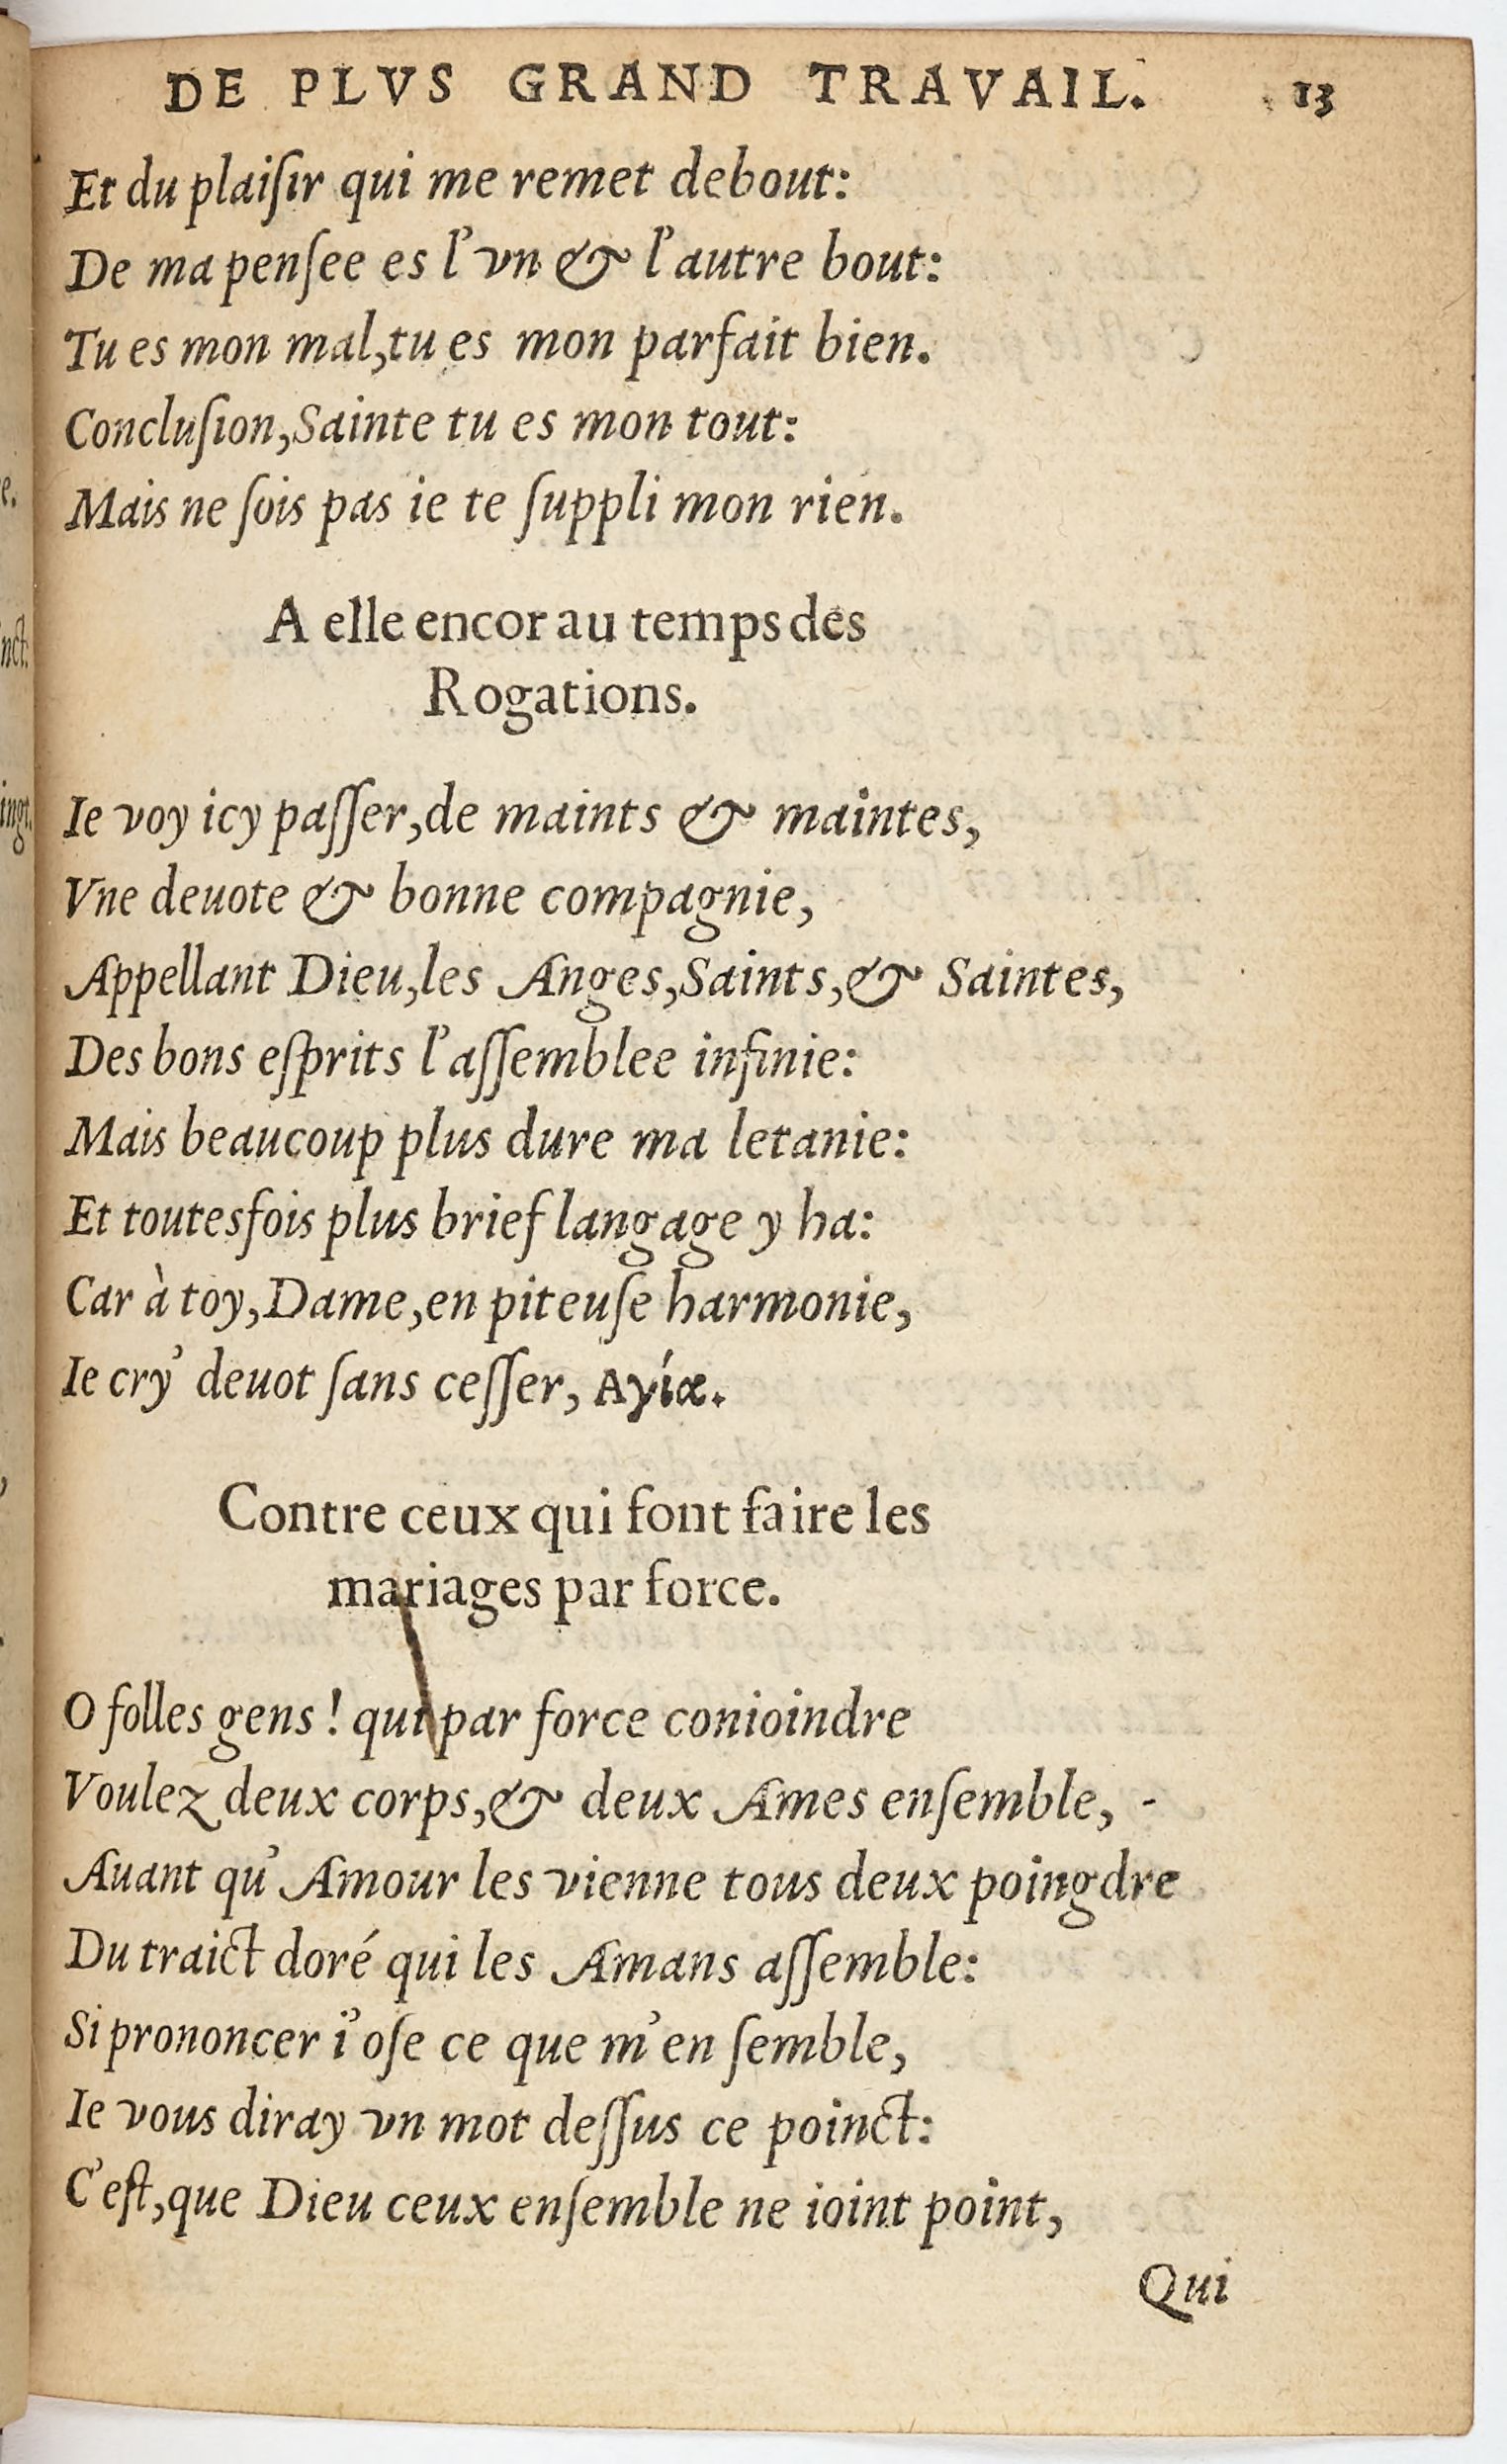 DE PLVS GRAND TRAVAIL. 13
Et du plaiſir qui me remet debout:
De ma penſee es l'vn & l'autre bout:
Tu es mon mal, tu es mon parfait bien.
Concluſion, Sainte tu es mon tout:
Mais ne ſois pas ie te ſuppli mon rien.
A elle encor au temps des
Rogations.
Ie voy icy paſſer, de maints & maintes,
Vne deuote & bonne compagnie,
Appellant Dieu, les Anges, Saints, & Saintes,
Des bons eſprits l'aſſemblee infinie:
Mais beaucoup plus dure ma letanie:
Et toutesfois plus brief langage y ha:
Car à toy, Dame, en piteuſe harmonie,
Ie cry' deuot ſans ceſſer, Αγία.
Contre ceux qui font faire les
mariages par force.
O folles gens ! qui par force conioindre
Voulez deux corps, & deux Ames enſemble,
Auant qu'Amour les vienne tous deux poingdre
Du traict doré qui les Amans aſſemble:
Si prononcer i'oſe ce que m'en ſemble,
Ie vous diray vn mot deſſus ce poinct:
C'eſt, que Dieu ceux enſemble ne ioint point,
Qui